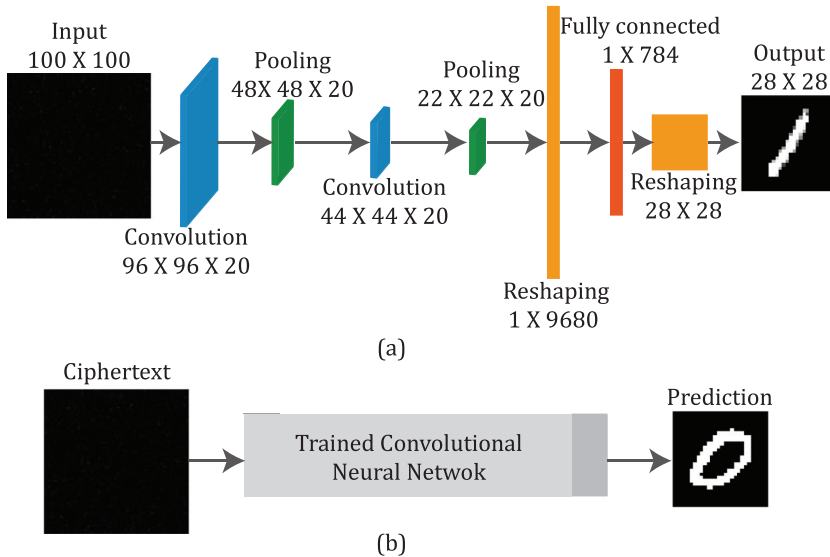 Input
100 X 100
Convolution
96 X 96 X 20
Pooling
48X 48 X 20
Convolution
44 X 44 X 20
Pooling
22 X 22 X 20
Reshaping
1 X 9680
Fully connected
1 X 784
Reshaping
28 X 28
Output
28 X 28
(a)
Ciphertext
Trained Convolutional
Neural Netwok
Prediction
(b)